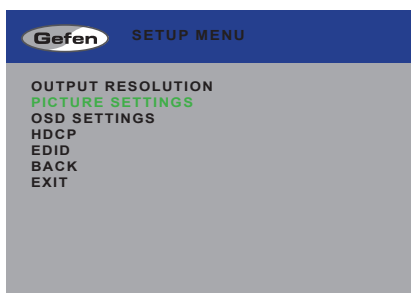 Gefen SETUP MENU
OUTPUT RESOLUTION
PICTURE SETTINGS
OSD SETTINGS
HDCP
EDID
BACK
EXIT